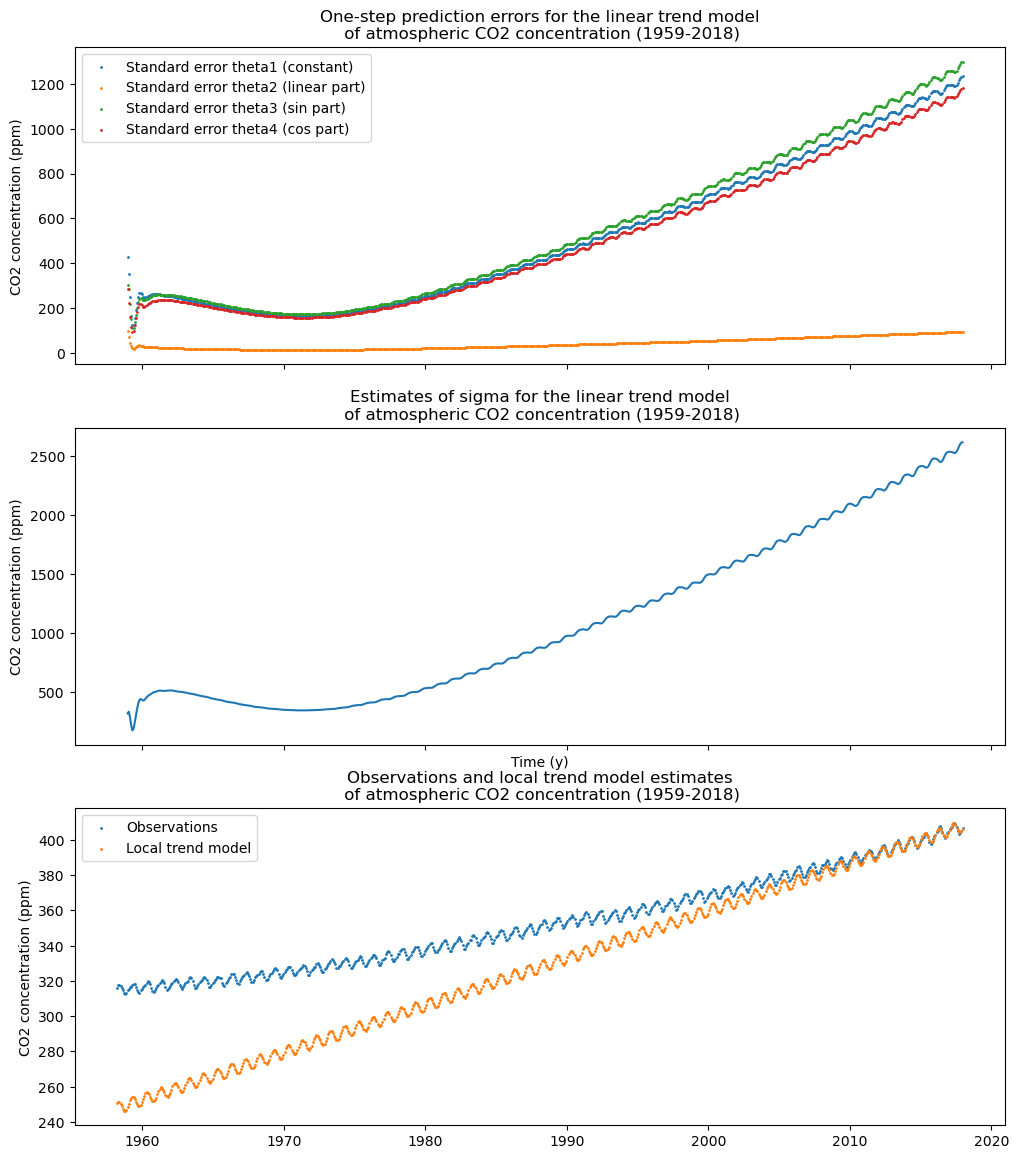 One-step prediction errors for the linear trend model
of atmospheric CO2 concentration (1959-2018)
CO2 concentration (ppm)
1200
1000
800
600
400
200
0
Standard error theta1 (constant)
Standard error theta2 (linear part)
Standard error theta3 (sin part)
Standard error theta4 (cos part)
Estimates of sigma for the linear trend model
of atmospheric CO2 concentration (1959-2018)
CO2 concentration (ppm)
2500
2000
1500
1000
500
Time (y)
Observations and local trend model estimates
of atmospheric CO2 concentration (1959-2018)
CO2 concentration (ppm)
400
380
360
340
320
300
280
260
240
Observations
Local trend model
1960 1970 1980 1990 2000 2010 2020